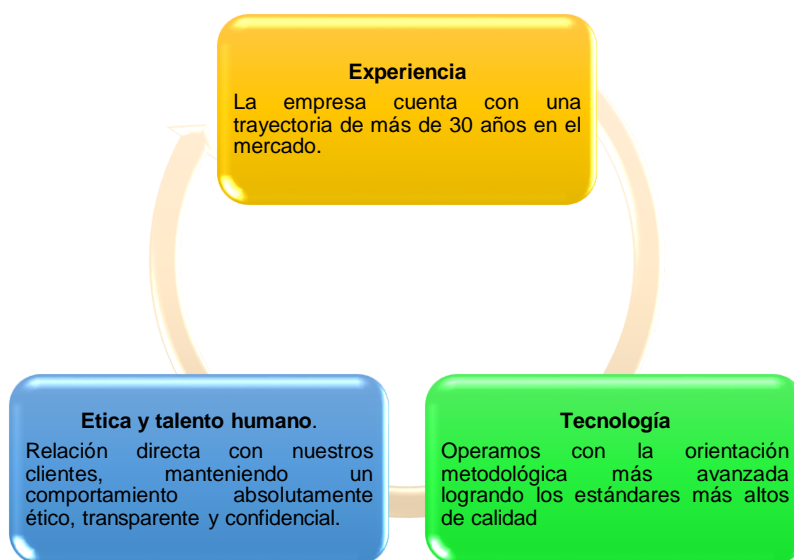 Experiencia
La empresa cuenta con una
trayectoria de más de 30 años en el
mercado.
Etica y talento humano.
Relación directa con nuestros
clientes, manteniendo un
comportamiento absolutamente
ético, transparente y confidencial.
Tecnología
Operamos con la orientación
metodológica más avanzada
logrando los estándares más altos
de calidad